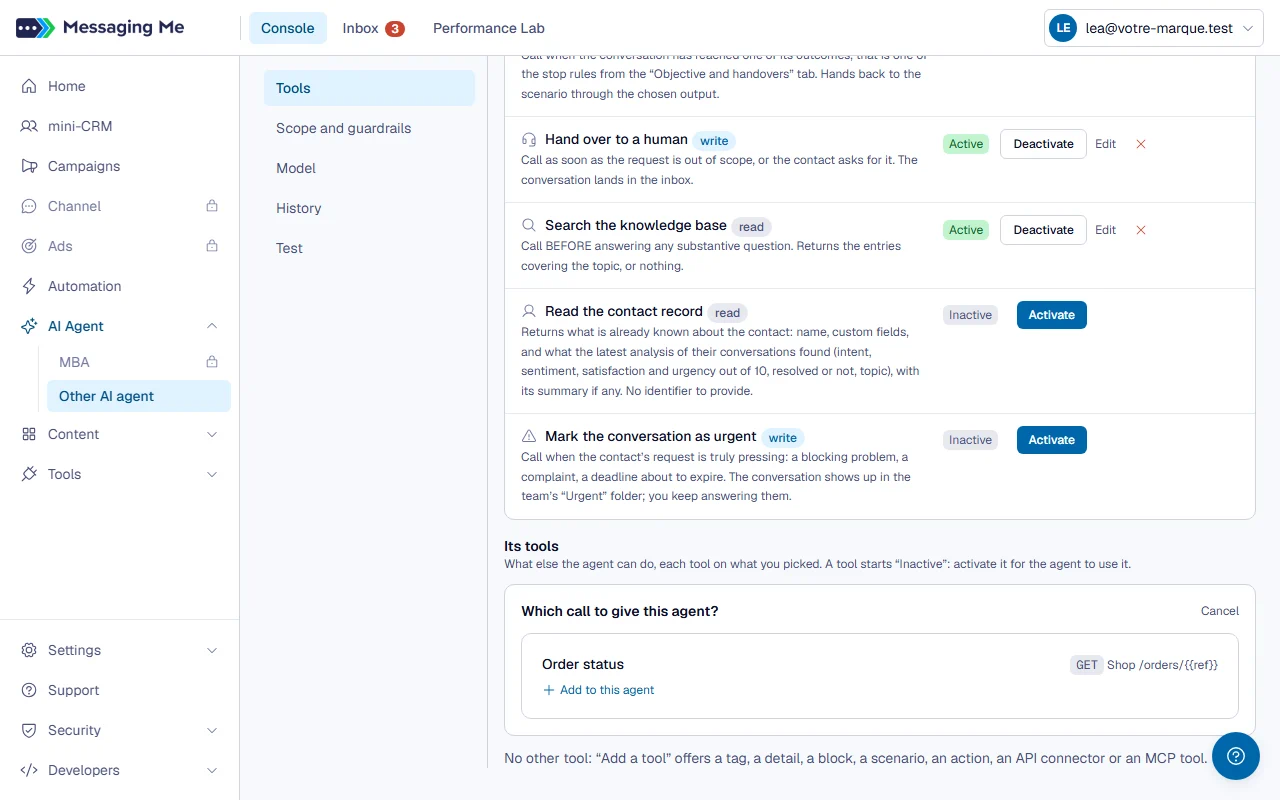 Messaging Me
Console
Inbox 3
Performance Lab
LE lea@votre-marque.test
Home
mini-CRM
Campaigns
Channel
Ads
Automation
AI Agent
MBA
Other AI agent
Content
Tools
Settings
Support
Security
Developers
Tools
Scope and guardrails
Model
History
Test
Call when the conversation has reached one of its outcomes, that is one of
the stop rules from the “Objective and handovers” tab. Hands back to the
scenario through the chosen output.
Hand over to a human write
Call as soon as the request is out of scope, or the contact asks for it. The
conversation lands in the inbox.
Active Deactivate Edit
Search the knowledge base read
Call BEFORE answering any substantive question. Returns the entries
covering the topic, or nothing.
Active Deactivate Edit
Read the contact record read
Returns what is already known about the contact: name, custom fields,
and what the latest analysis of their conversations found (intent,
sentiment, satisfaction and urgency out of 10, resolved or not, topic), with
its summary if any. No identifier to provide.
Inactive Activate
Mark the conversation as urgent write
Call when the contact’s request is truly pressing: a blocking problem, a
complaint, a deadline about to expire. The conversation shows up in the
team’s “Urgent” folder; you keep answering them.
Inactive Activate
Its tools
What else the agent can do, each tool on what you picked. A tool starts “Inactive”: activate it for the agent to use it.
Which call to give this agent? Cancel
Order status GET Shop /orders/{{ref}}
+ Add to this agent
No other tool: “Add a tool” offers a tag, a detail, a block, a scenario, an action, an API connector or an MCP tool.